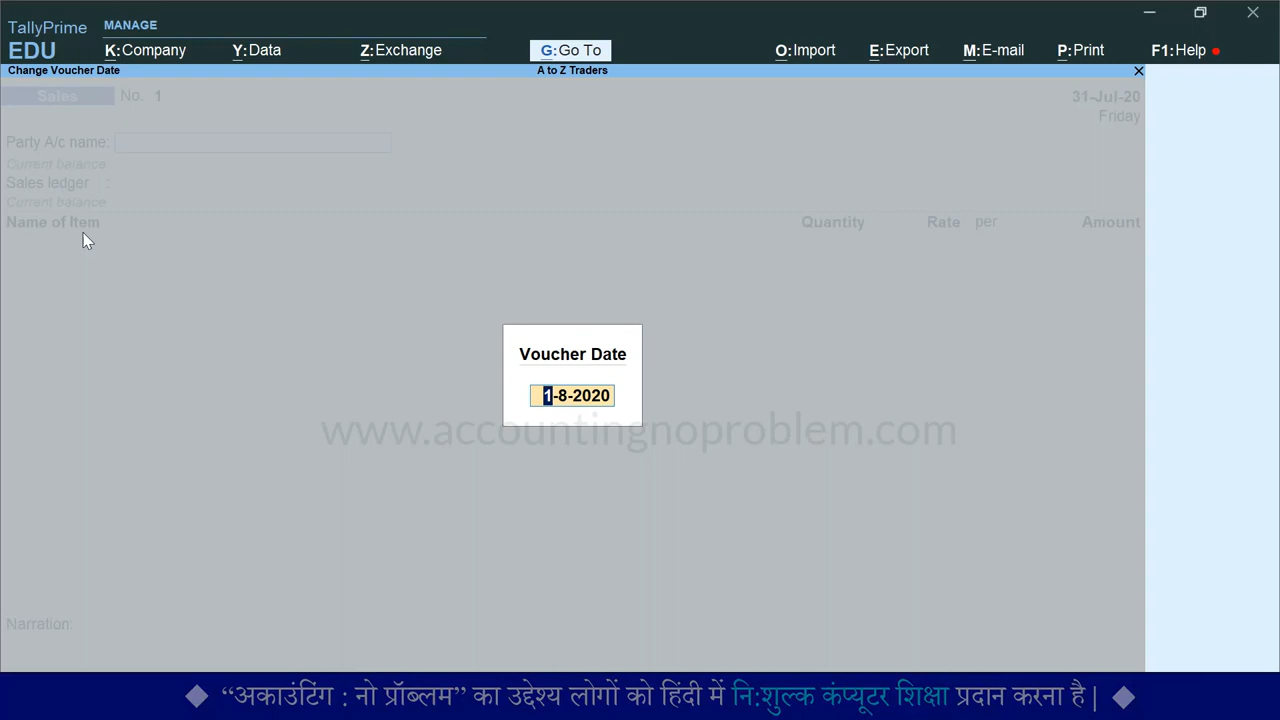 MANAGE
TallyPrime
EDU
K:Company Y:Data Z:Exchange G:Go To O:Import E:Export M:E-mail P:Print F1:Help
Change Voucher Date A to Z Traders
Sales No. 1 31-Jul-20
Friday
Party A/c name:
Current balance
Sales ledger :
Current balance
Name of Item Quantity Rate per Amount
Voucher Date
1-8-2020
www.accountingnoproblem.com
Narration:
“अकाउंटिंग : नो प्रॉब्लम” का उद्देश्य लोगों को हिंदी में नि:शुल्क कंप्यूटर शिक्षा प्रदान करना है|